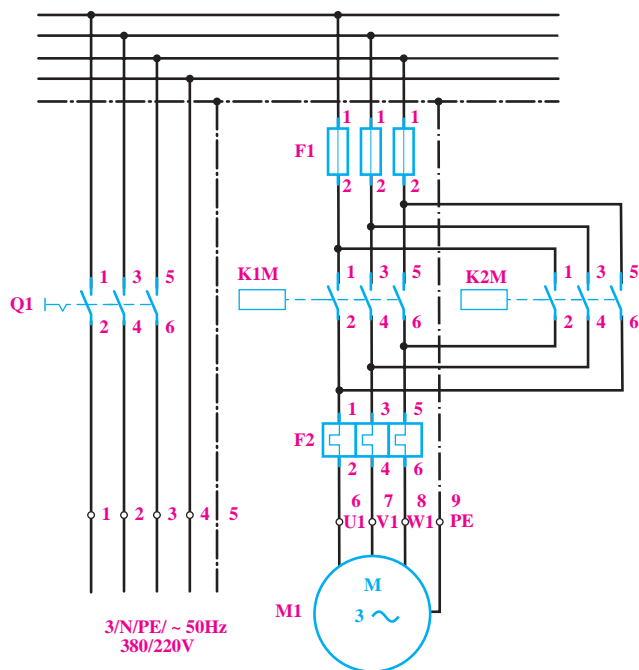 1 1 1
F1
2 2 2
K1M
1 3 5
2 4 6
K2M
1 3 5
2 4 6
Q1
1 3 5
2 4 6
F2
1 3 5
2 4 6
1 2 3 4 5
6 7 8 9
U1 V1 W1 PE
M1
M
3
3/N/PE/ ~ 50Hz
380/220V